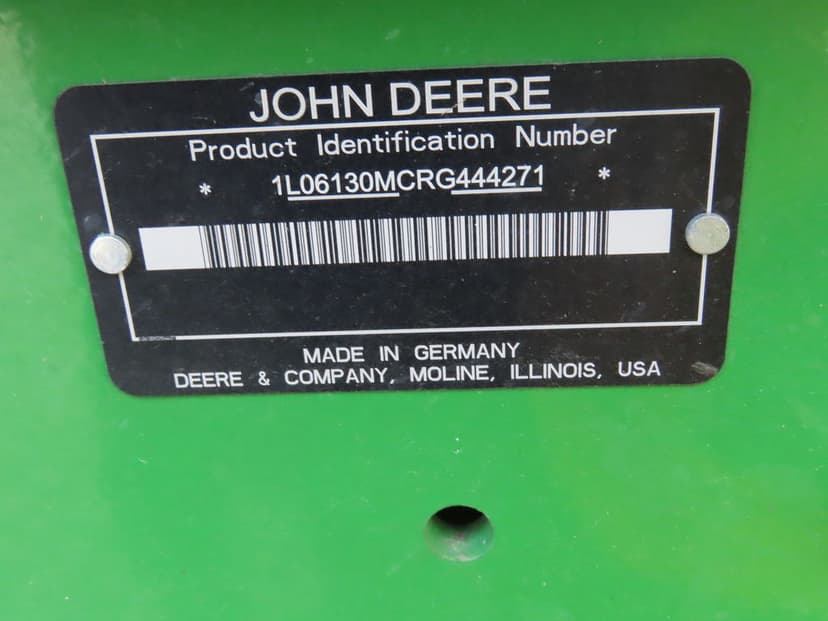 JOHN DEERE
Product Identification Number
* 1L06130MCRG444271 *
MADE IN GERMANY
DEERE & COMPANY, MOLINE, ILLINOIS, USA